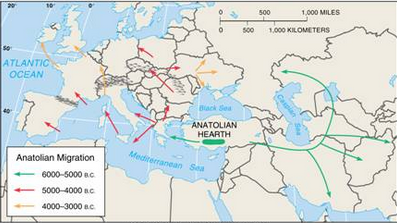 20°
10°
0°
10°
20°
0 500 1,000 MILES
0 500 1,000 KILOMETERS
50°
ATLANTIC
OCEAN
40°
Black Sea
Caspian Sea
ANATOLIAN
HEARTH
Mediterranean Sea
Anatolian Migration
6000–5000 B.C.
5000–4000 B.C.
4000–3000 B.C.